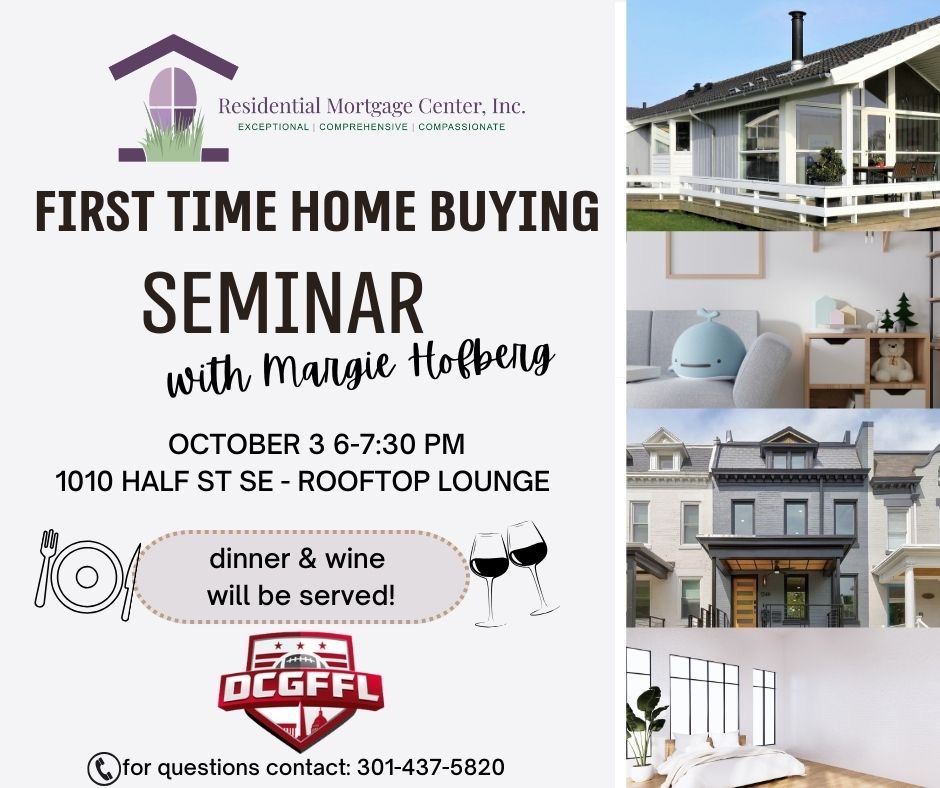 Residential Mortgage Center, Inc.
EXCEPTIONAL | COMPREHENSIVE | COMPASSIONATE
FIRST TIME HOME BUYING
SEMINAR
with Margie Hofberg
OCTOBER 3 6-7:30 PM
1010 HALF ST SE - ROOFTOP LOUNGE
dinner & wine
will be served!
DCGFFL
for questions contact: 301-437-5820